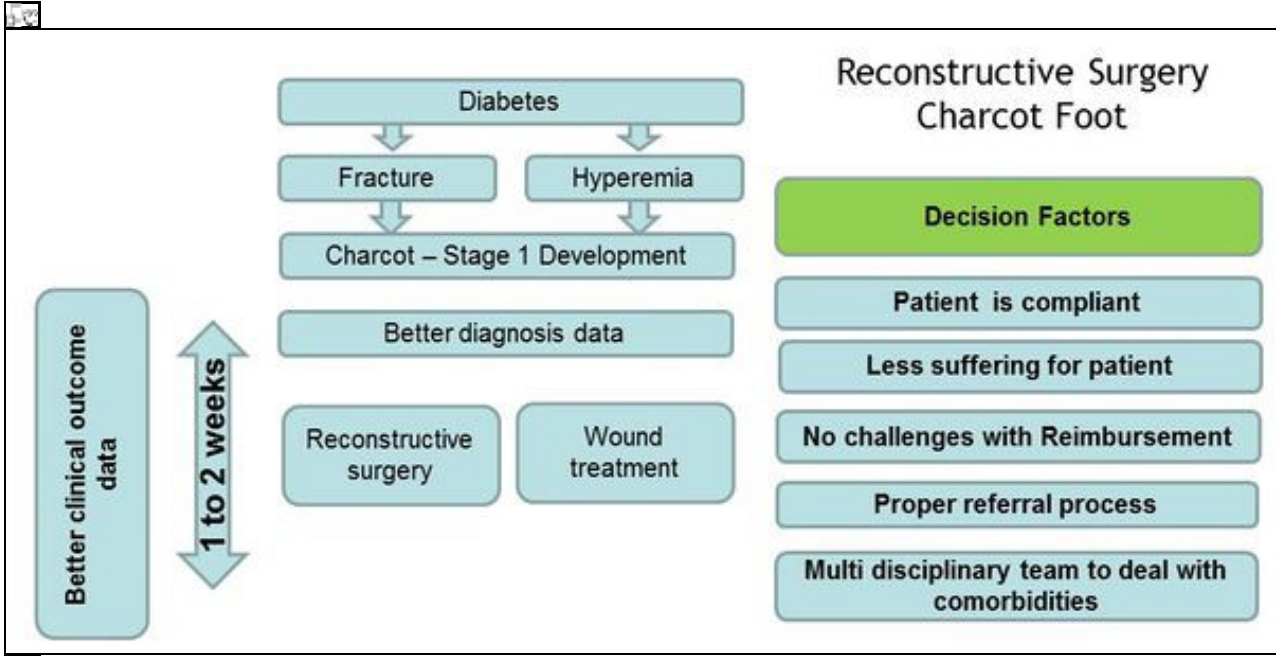 Reconstructive Surgery
Charcot Foot
Diabetes
Fracture
Hyperemia
Charcot – Stage 1 Development
Better diagnosis data
Reconstructive
surgery
Wound
treatment
Better clinical outcome
data
1 to 2 weeks
Decision Factors
Patient is compliant
Less suffering for patient
No challenges with Reimbursement
Proper referral process
Multi disciplinary team to deal with
comorbidities